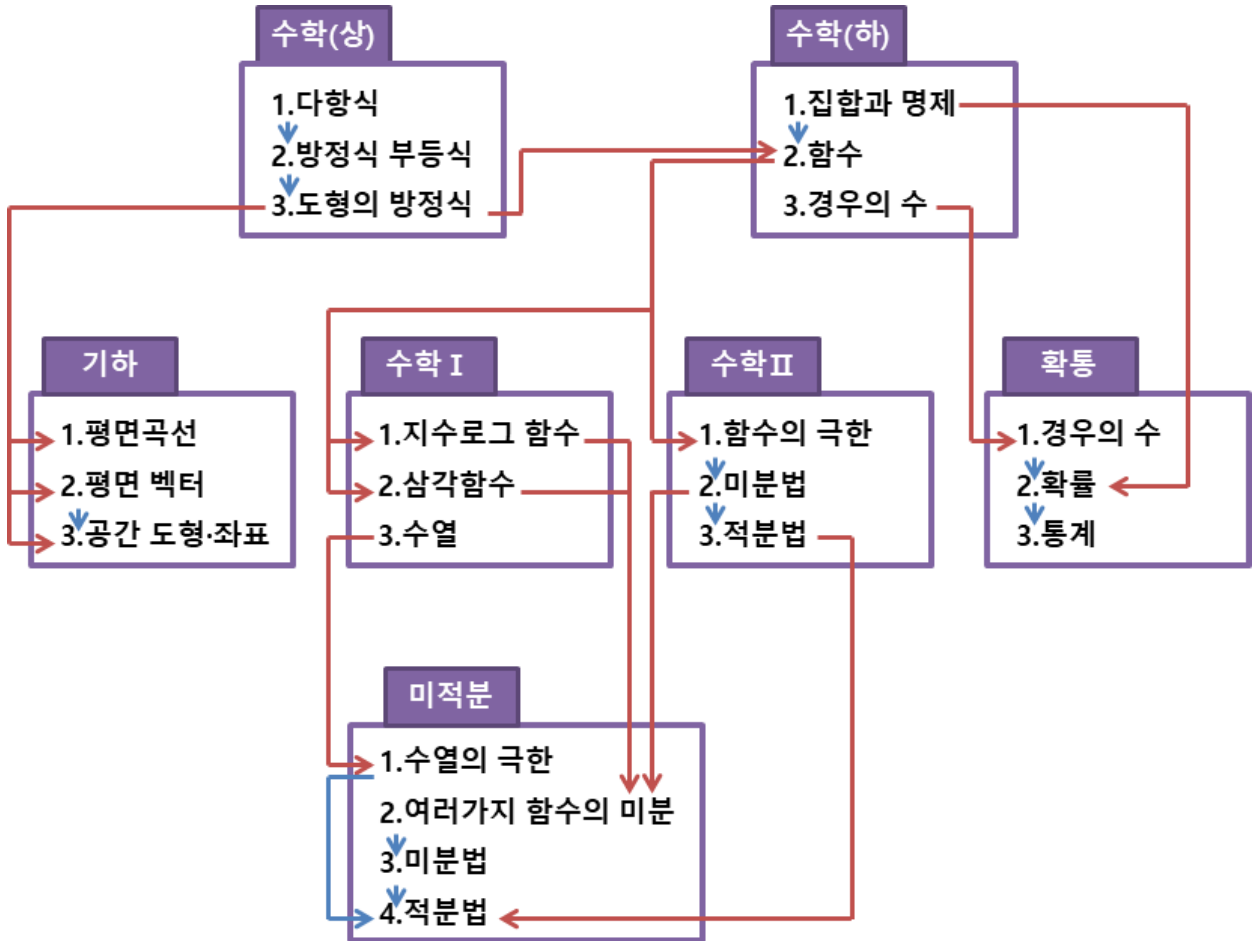 수학(상)
1.다항식
2.방정식 부등식
3.도형의 방정식
수학(하)
1.집합과 명제
2.함수
3.경우의 수
기하
1.평면곡선
2.평면 벡터
3.공간 도형·좌표
수학Ⅰ
1.지수로그 함수
2.삼각함수
3.수열
수학Ⅱ
1.함수의 극한
2.미분법
3.적분법
확통
1.경우의 수
2.확률
3.통계
미적분
1.수열의 극한
2.여러가지 함수의 미분
3.미분법
4.적분법